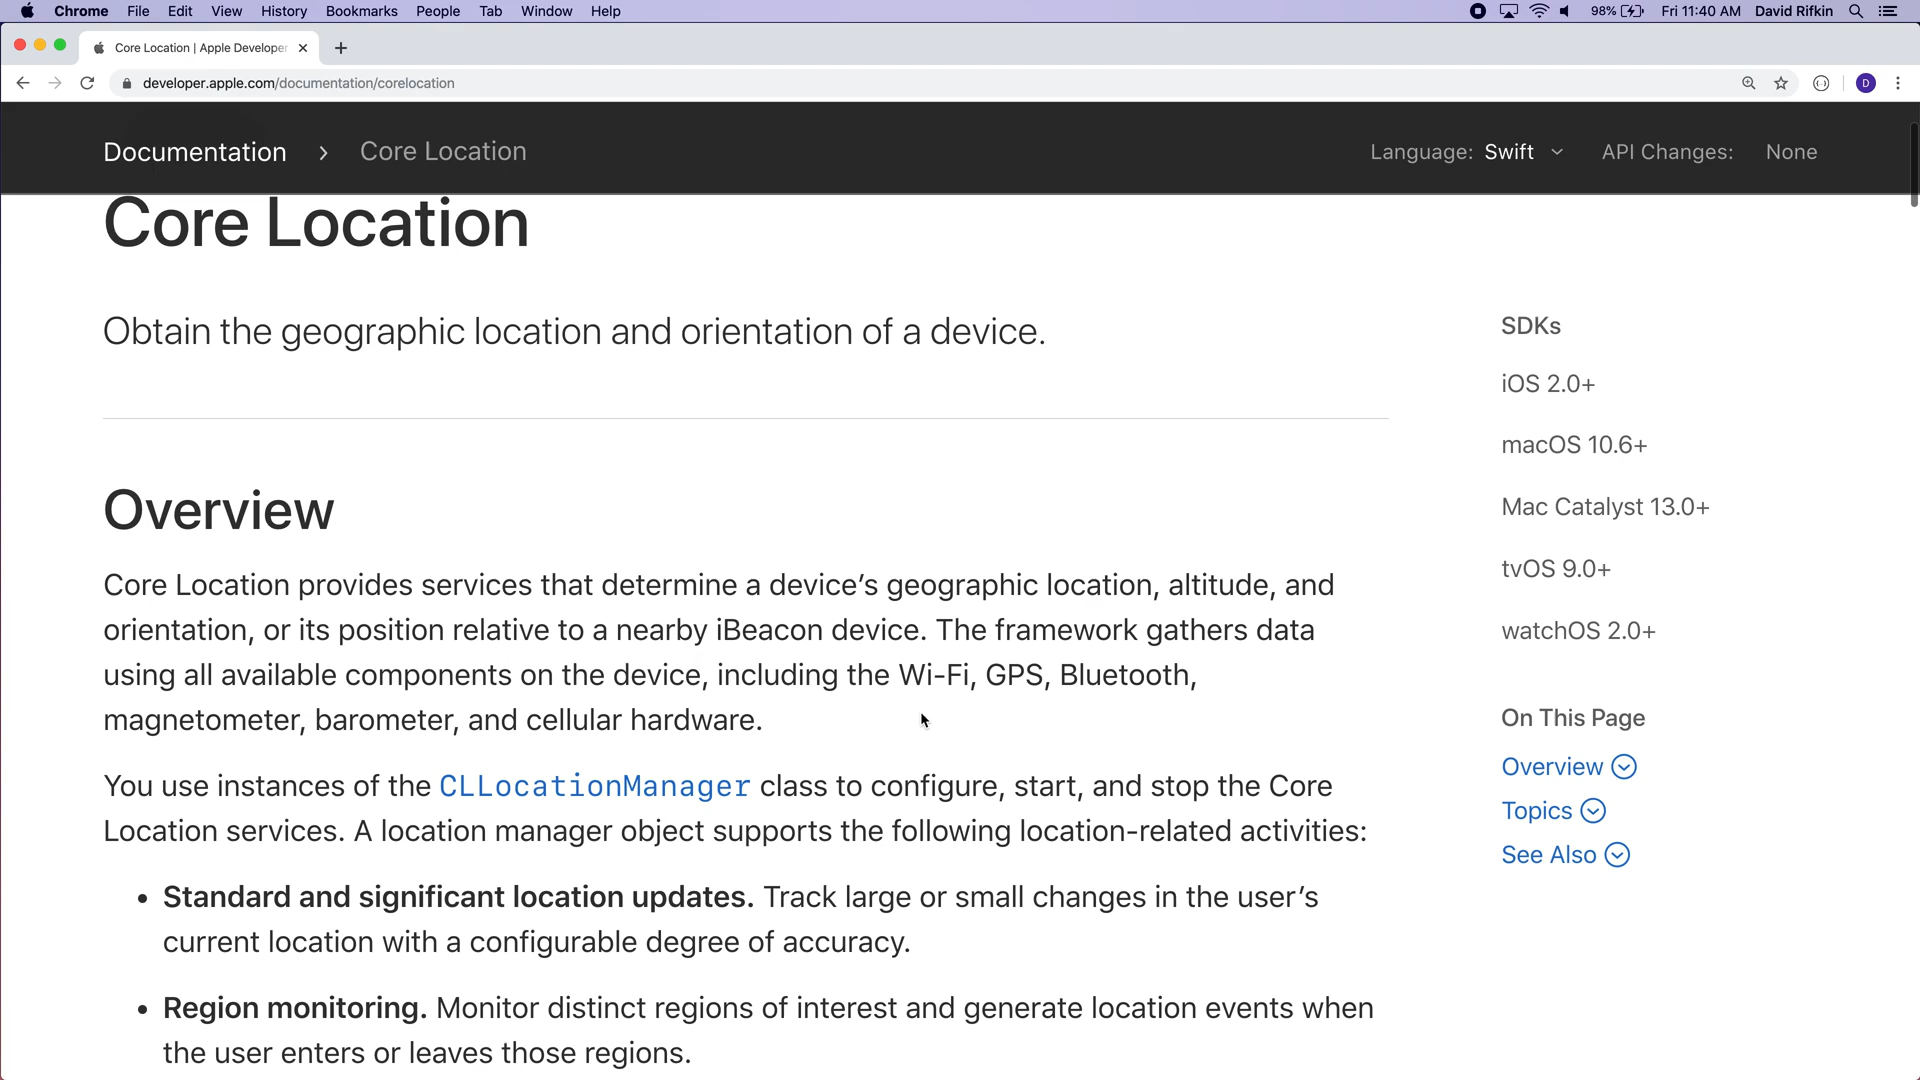 Chrome File Edit View History Bookmarks People Tab Window Help 98% Fri 11:40 AM David Rifkin
Core Location | Apple Developer
developer.apple.com/documentation/corelocation D
Documentation > Core Location Language: Swift API Changes: None
Core Location
Obtain the geographic location and orientation of a device.
Overview
Core Location provides services that determine a device’s geographic location, altitude, and
orientation, or its position relative to a nearby iBeacon device. The framework gathers data
using all available components on the device, including the Wi-Fi, GPS, Bluetooth,
magnetometer, barometer, and cellular hardware.
You use instances of the CLLocationManager class to configure, start, and stop the Core
Location services. A location manager object supports the following location-related activities:
• Standard and significant location updates. Track large or small changes in the user’s
current location with a configurable degree of accuracy.
• Region monitoring. Monitor distinct regions of interest and generate location events when
the user enters or leaves those regions.
SDKs
iOS 2.0+
macOS 10.6+
Mac Catalyst 13.0+
tvOS 9.0+
watchOS 2.0+
On This Page
Overview
Topics
See Also